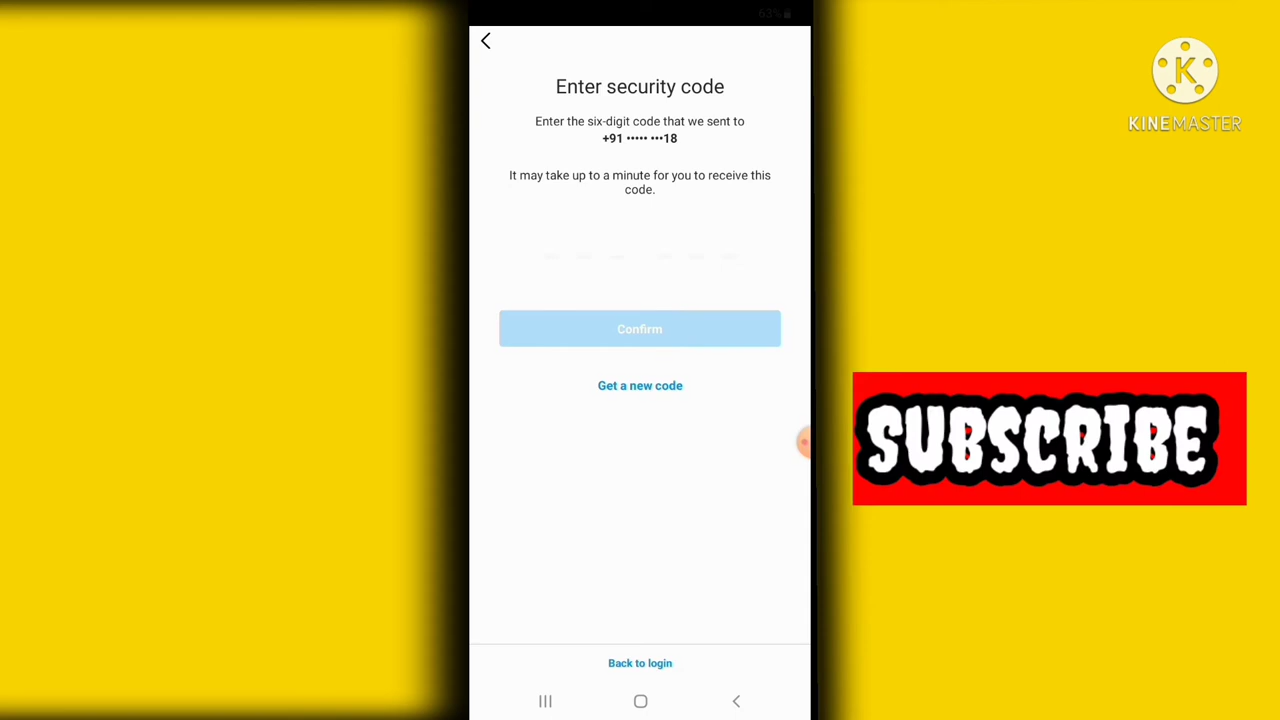 63%
KINEMASTER
Enter security code
Enter the six-digit code that we sent to
+91 ••••• •••18
It may take up to a minute for you to receive this
code.
Confirm
Get a new code
SUBSCRIBE
Back to login